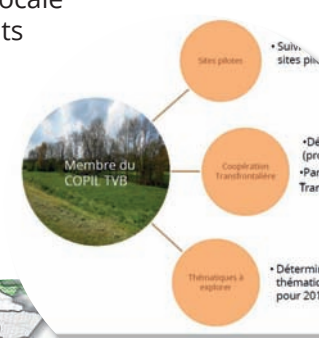 ocale
ts
Sites pilotes
• Suiv
sites pil
Membre du
COPIL TVB
Coopération
Transfrontalière
•Dé
(pro
•Par
Tran
Thématiques à
explorer
• Détermin
thématic
pour 201